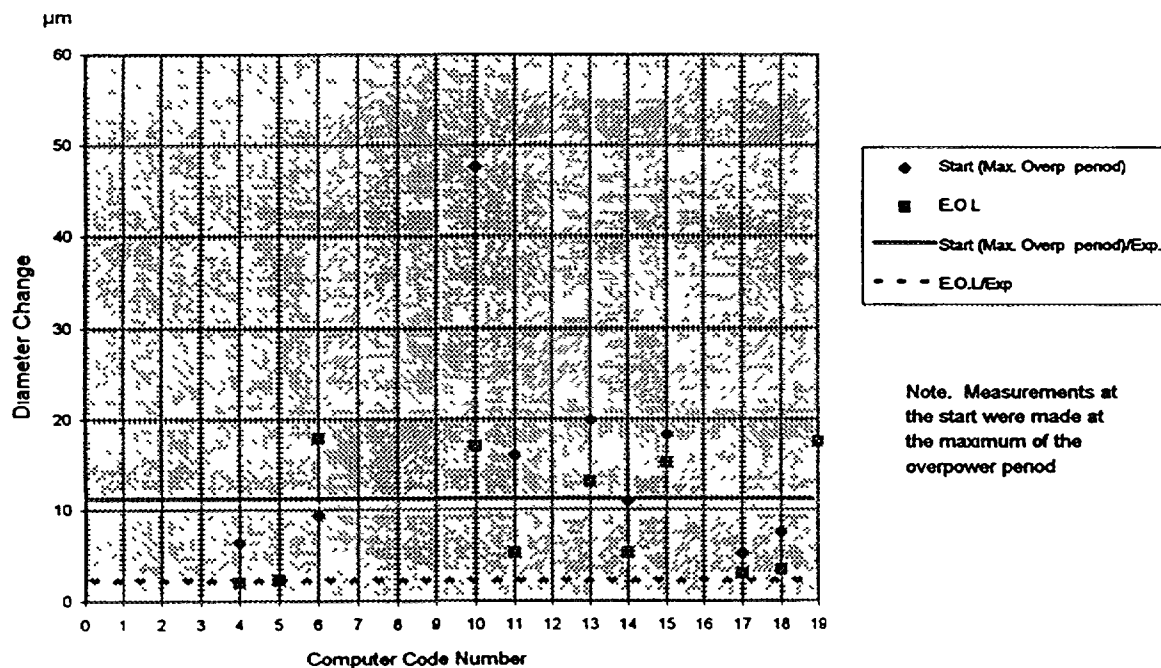 µm
60
50
40
30
20
10
0
Diameter Change
0 1 2 3 4 5 6 7 8 9 10 11 12 13 14 15 16 17 18 19
Computer Code Number
Start (Max. Overp period)
E.O L
Start (Max. Overp period)/Exp.
E.O.L/Exp
Note. Measurements at
the start were made at
the maximum of the
overpower period